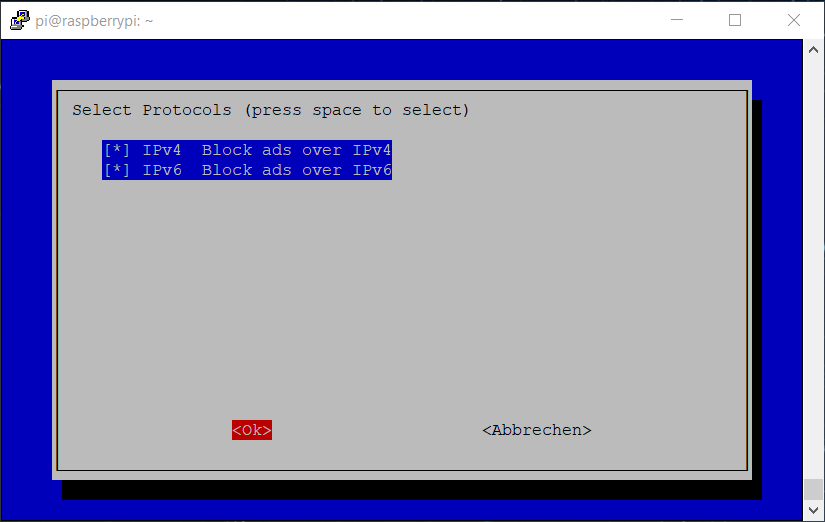 pi@raspberrypi: ~
Select Protocols (press space to select)
[*] IPv4  Block ads over IPv4
[*] IPv6  Block ads over IPv6
<Ok> <Abbrechen>